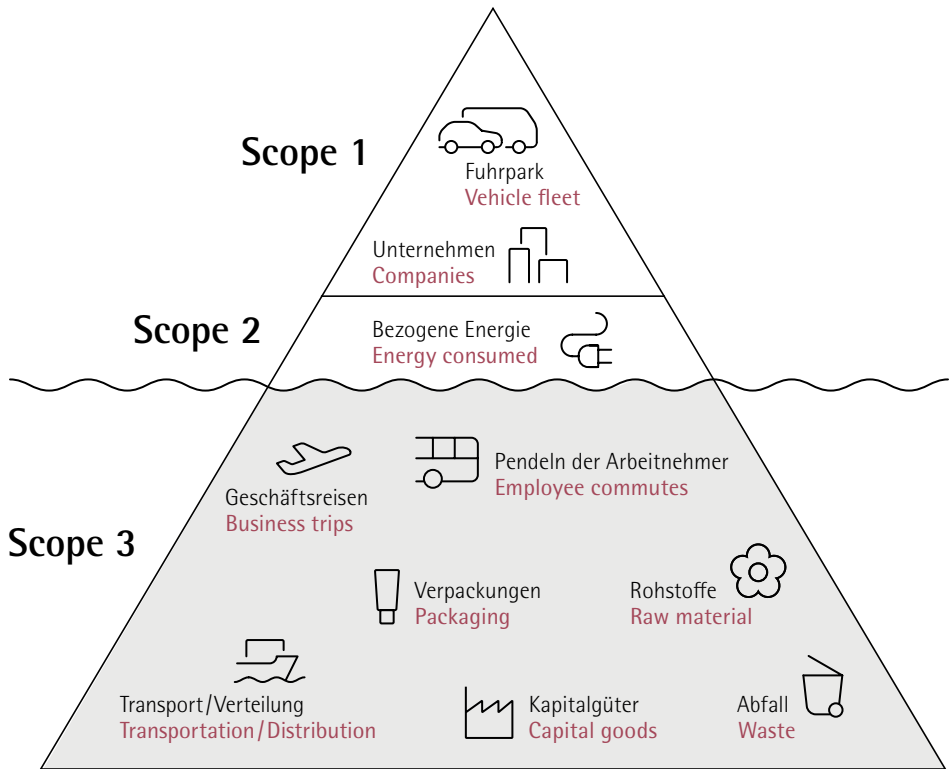 Scope 1
Fuhrpark
Vehicle fleet
Unternehmen
Companies
Scope 2
Bezogene Energie
Energy consumed
Geschäftsreisen
Business trips
Pendeln der Arbeitnehmer
Employee commutes
Scope 3
Verpackungen
Packaging
Rohstoffe
Raw material
Transport/Verteilung
Transportation/Distribution
Kapitalgüter
Capital goods
Abfall
Waste